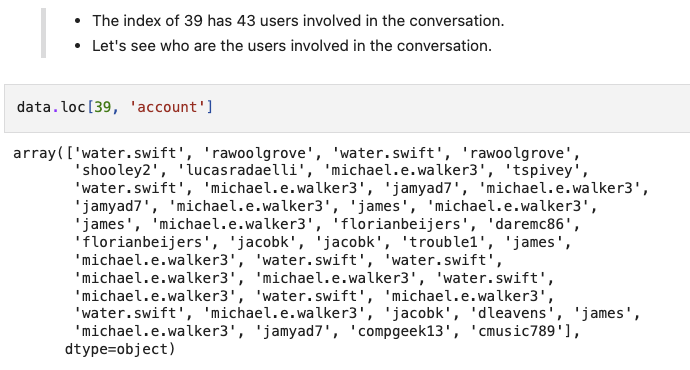 • The index of 39 has 43 users involved in the conversation.
• Let's see who are the users involved in the conversation.
data.loc[39, 'account']
array(['water.swift', 'rawoolgrove', 'water.swift', 'rawoolgrove',
'shooley2', 'lucasradaelli', 'michael.e.walker3', 'tspivey',
'water.swift', 'michael.e.walker3', 'jamyad7', 'michael.e.walker3',
'jamyad7', 'michael.e.walker3', 'james', 'michael.e.walker3',
'james', 'michael.e.walker3', 'florianbeijers', 'daremc86',
'florianbeijers', 'jacobk', 'jacobk', 'trouble1', 'james',
'michael.e.walker3', 'water.swift', 'water.swift',
'michael.e.walker3', 'michael.e.walker3', 'water.swift',
'michael.e.walker3', 'water.swift', 'michael.e.walker3',
'water.swift', 'michael.e.walker3', 'jacobk', 'dleavens', 'james',
'michael.e.walker3', 'jamyad7', 'compgeek13', 'cmusic789'],
dtype=object)